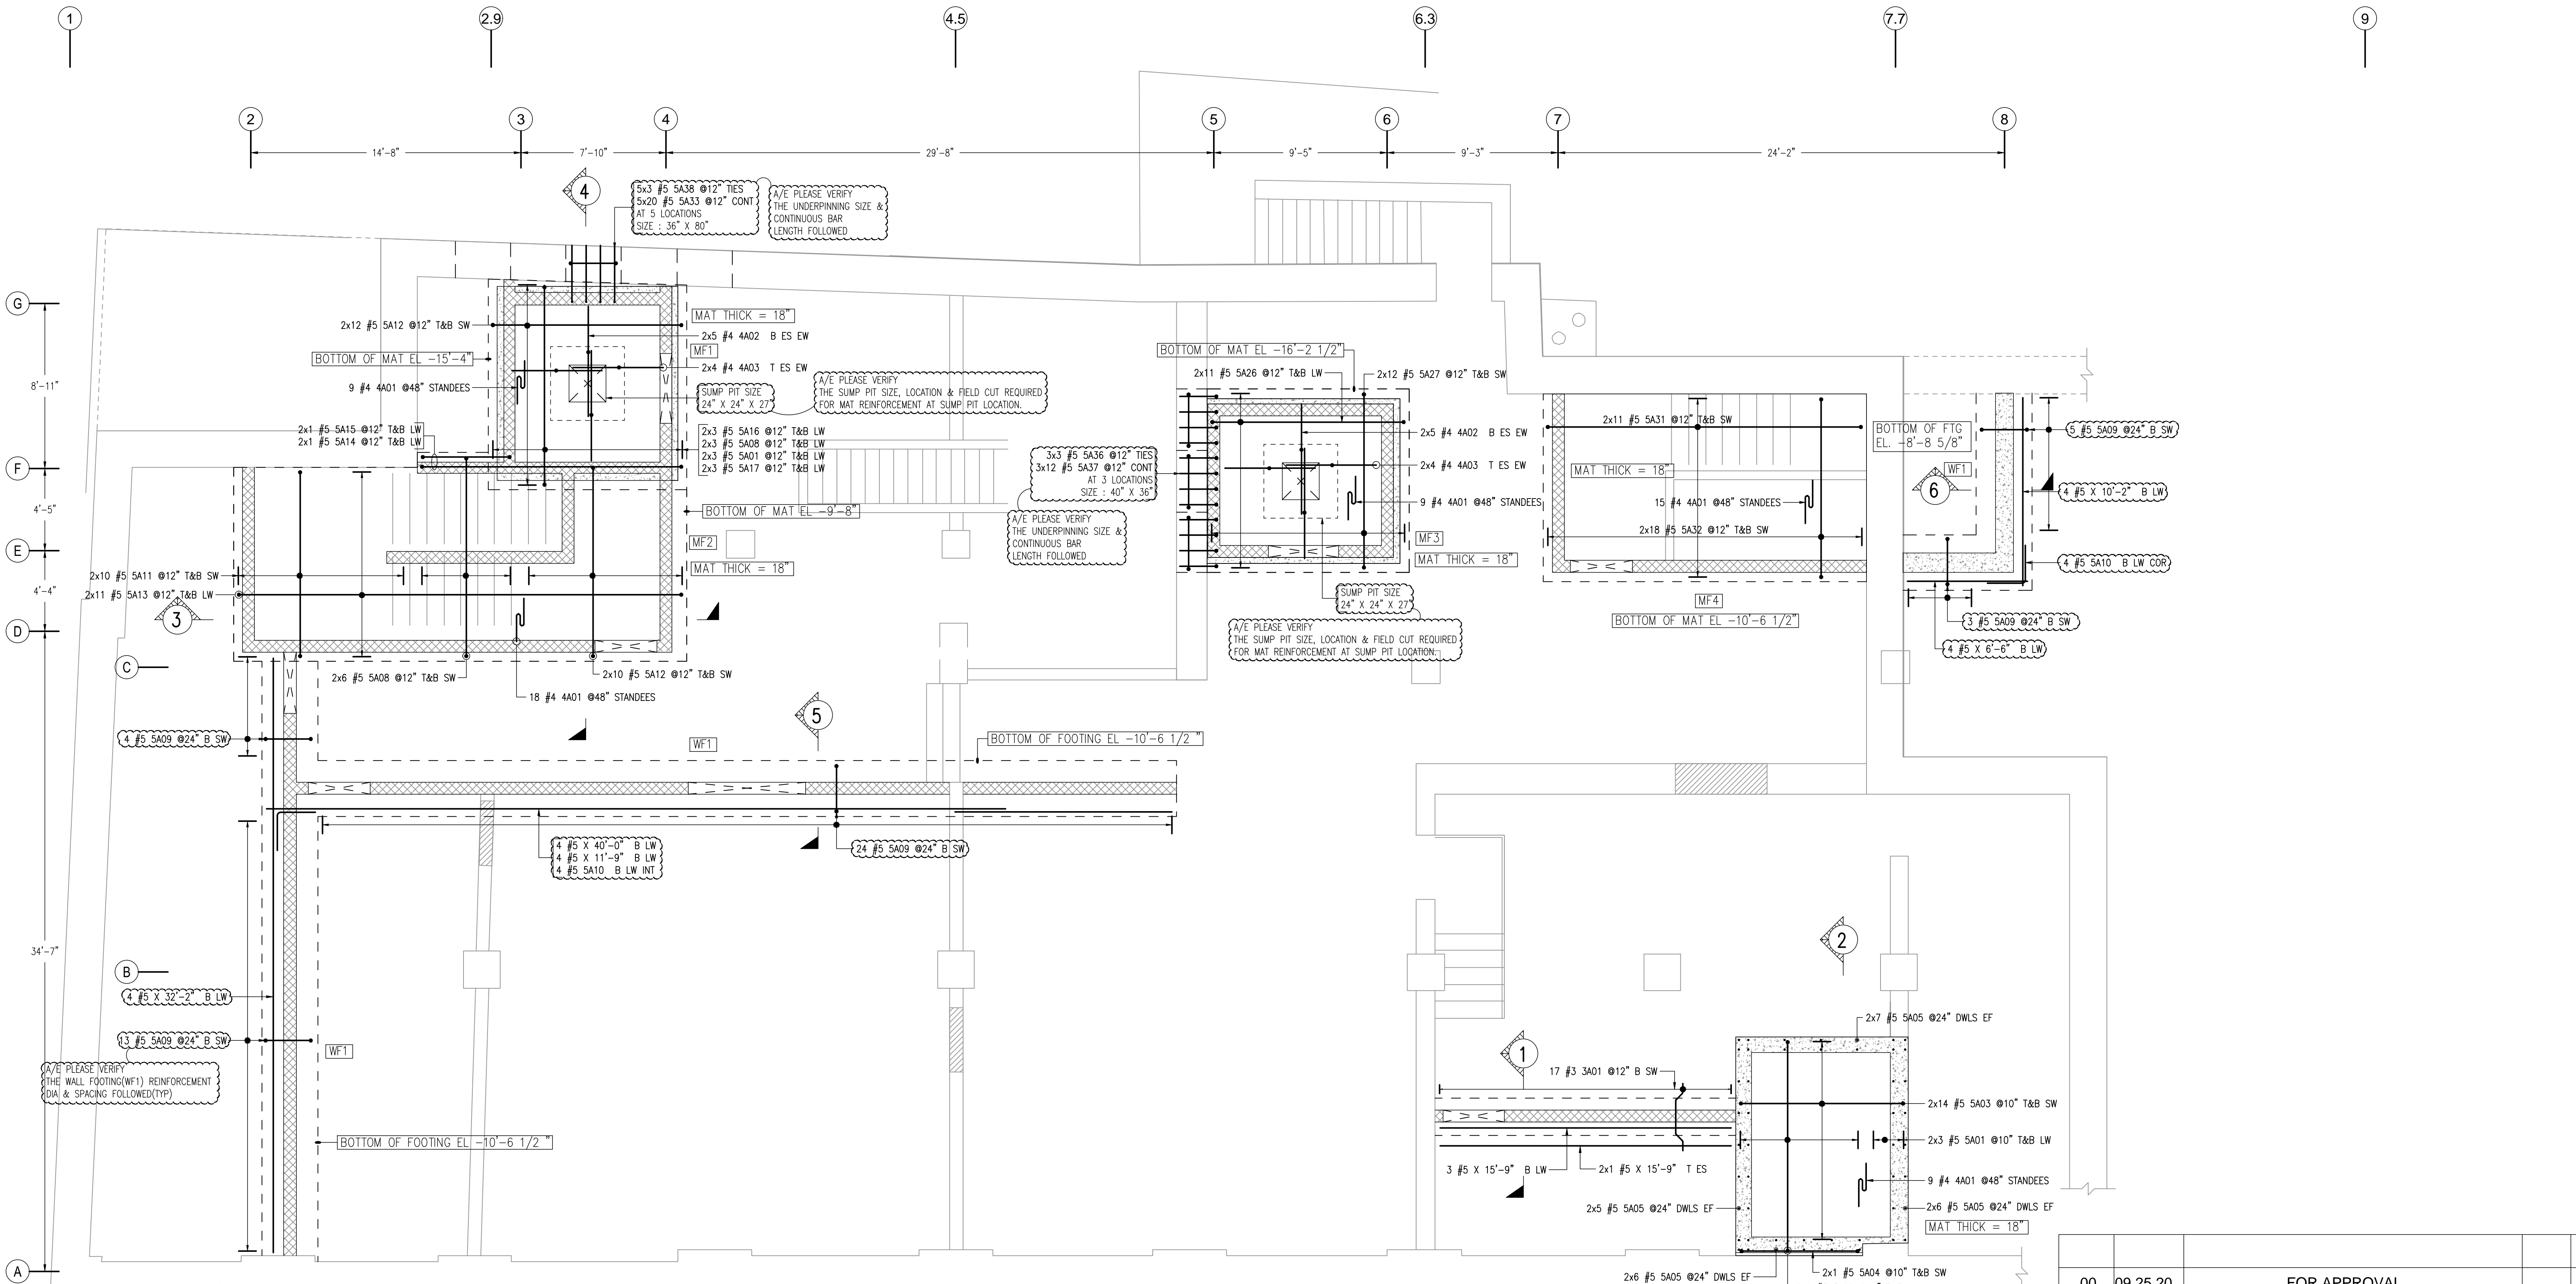 1
2.9
4.5
6.3
7.7
9
2
3
4
5
6
7
8
14'-8"
7'-10"
29'-8"
9'-5"
9'-3"
24'-2"
4
5x3 #5 5A38 @12" TIES
5x20 #5 5A33 @12" CONT
AT 5 LOCATIONS
SIZE : 36" X 80"
A/E PLEASE VERIFY
THE UNDERPINNING SIZE &
CONTINUOUS BAR
LENGTH FOLLOWED
G
8'-11"
F
4'-5"
E
4'-4"
D
C
34'-7"
B
A
2x12 #5 5A12 @12" T&B SW
BOTTOM OF MAT EL -15'-4"
9 #4 4A01 @48" STANDEES
2x1 #5 5A15 @12" T&B LW
2x1 #5 5A14 @12" T&B LW
MAT THICK = 18"
2x5 #4 4A02 B ES EW
MF1
2x4 #4 4A03 T ES EW
SUMP PIT SIZE
24" X 24" X 27"
A/E PLEASE VERIFY
THE SUMP PIT SIZE, LOCATION & FIELD CUT REQUIRED
FOR MAT REINFORCEMENT AT SUMP PIT LOCATION.
2x3 #5 5A16 @12" T&B LW
2x3 #5 5A08 @12" T&B LW
2x3 #5 5A01 @12" T&B LW
2x3 #5 5A17 @12" T&B LW
BOTTOM OF MAT EL -9'-8"
MF2
MAT THICK = 18"
2x10 #5 5A11 @12" T&B SW
2x11 #5 5A13 @12" T&B LW
3
2x6 #5 5A08 @12" T&B SW
2x10 #5 5A12 @12" T&B SW
18 #4 4A01 @48" STANDEES
BOTTOM OF MAT EL -16'-2 1/2"
2x11 #5 5A26 @12" T&B LW
2x12 #5 5A27 @12" T&B SW
2x5 #4 4A02 B ES EW
2x4 #4 4A03 T ES EW
3x3 #5 5A36 @12" TIES
3x12 #5 5A37 @12" CONT
AT 3 LOCATIONS
SIZE : 40" X 36"
A/E PLEASE VERIFY
THE UNDERPINNING SIZE &
CONTINUOUS BAR
LENGTH FOLLOWED
9 #4 4A01 @48" STANDEES
MF3
MAT THICK = 18"
SUMP PIT SIZE
24" X 24" X 27"
A/E PLEASE VERIFY
THE SUMP PIT SIZE, LOCATION & FIELD CUT REQUIRED
FOR MAT REINFORCEMENT AT SUMP PIT LOCATION.
2x11 #5 5A31 @12" T&B SW
MAT THICK = 18"
15 #4 4A01 @48" STANDEES
2x18 #5 5A32 @12" T&B SW
MF4
BOTTOM OF MAT EL -10'-6 1/2"
BOTTOM OF FTG
EL. -8'-8 5/8"
WF1
6
5 #5 5A09 @24" B SW
4 #5 X 10'-2" B LW
4 #5 5A10 B LW COR
3 #5 5A09 @24" B SW
4 #5 X 6'-6" B LW
4 #5 5A09 @24" B SW
5
WF1
BOTTOM OF FOOTING EL -10'-6 1/2 "
4 #5 X 40'-0" B LW
4 #5 X 11'-9" B LW
4 #5 5A10 B LW INT
24 #5 5A09 @24" B SW
4 #5 X 32'-2" B LW
13 #5 5A09 @24" B SW
A/E PLEASE VERIFY
THE WALL FOOTING(WF1) REINFORCEMENT
DIA & SPACING FOLLOWED(TYP)
WF1
BOTTOM OF FOOTING EL -10'-6 1/2 "
2
1
17 #3 3A01 @12" B SW
3 #5 X 15'-9" B LW
2x1 #5 X 15'-9" T ES
2x7 #5 5A05 @24" DWLS EF
2x14 #5 5A03 @10" T&B SW
2x3 #5 5A01 @10" T&B LW
9 #4 4A01 @48" STANDEES
2x5 #5 5A05 @24" DWLS EF
2x6 #5 5A05 @24" DWLS EF
MAT THICK = 18"
2x6 #5 5A05 @24" DWLS EF
2x1 #5 5A04 @10" T&B SW
00 09.25.20 FOR APPROVAL